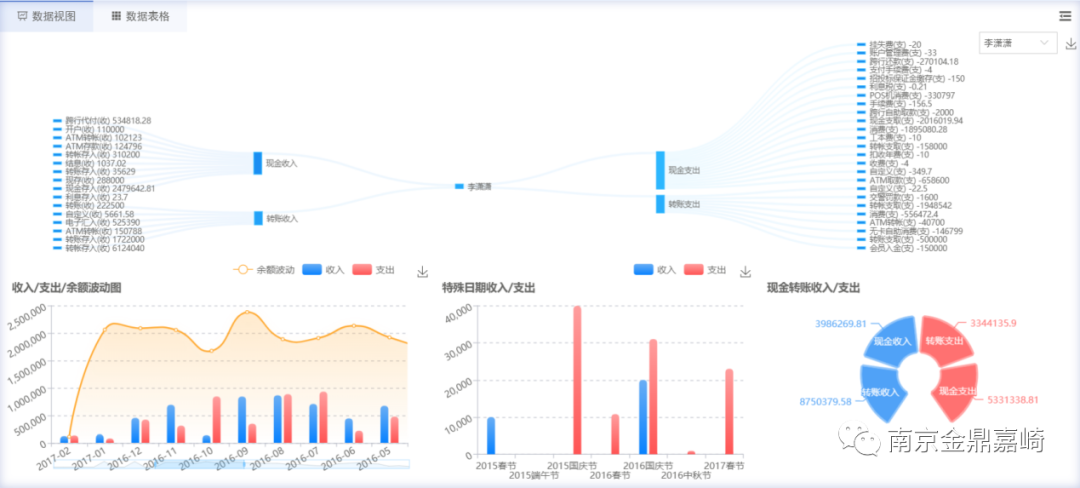 数据视图
数据表格
李潇潇
挂失费(支) -20
账户管理费(支) -33
跨行还款(支) -270104.18
支付手续费(支) -4
招投标保证金缴存(支) -150
利息税(支) -0.21
POS机消费(支) -330797
手续费(支) -156.5
跨行自助取款(支) -2000
现金支取(支) -2016019.94
消费(支) -1895080.28
工本费(支) -10
转帐支取(支) -158000
扣收年费(支) -10
收费(支) -4
自定义(支) -349.7
ATM取款(支) -658600
自定义(支) -22.5
交警罚款(支) -1600
转帐支取(支) -1948542
消费(支) -556472.4
ATM转帐(支) -40700
无卡自助消费(支) -146799
转账支取(支) -500000
会员入金(支) -150000
跨行代付(收) 534818.28
开户(收) 110000
ATM转帐(收) 102123
ATM存款(收) 124796
转帐存入(收) 310200
结息(收) 1037.02
转账存入(收) 35629
现存(收) 288000
现金存入(收) 2479642.81
利息存入(收) 23.7
转账(收) 222500
自定义(收) 5661.58
电子汇入(收) 525390
ATM转帐(收) 150788
转账存入(收) 1722000
转帐存入(收) 6124040
现金收入
转账收入
李潇潇
现金支出
转账支出
余额波动
收入
支出
收入/支出/余额波动图
2,500,000
2,000,000
1,500,000
1,000,000
500,000
0
2017-02
2017-01
2016-12
2016-11
2016-10
2016-09
2016-08
2016-07
2016-06
2016-05
收入
支出
特殊日期收入/支出
40,000
30,000
20,000
10,000
0
2015春节
2015端午节
2015国庆节
2016春节
2016国庆节
2016中秋节
2017春节
现金转账收入/支出
3986269.81
3344135.9
现金收入
转账支出
转账收入
现金支出
8750379.58
5331338.81
南京金鼎嘉崎